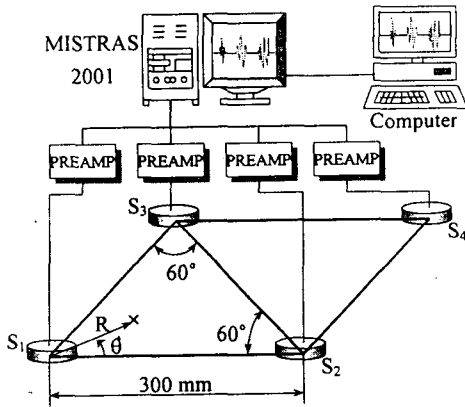 MISTRAS
2001
Computer
PREAMP
PREAMP
PREAMP
PREAMP
S3
S4
60°
R
60°
S1
θ
S2
300 mm